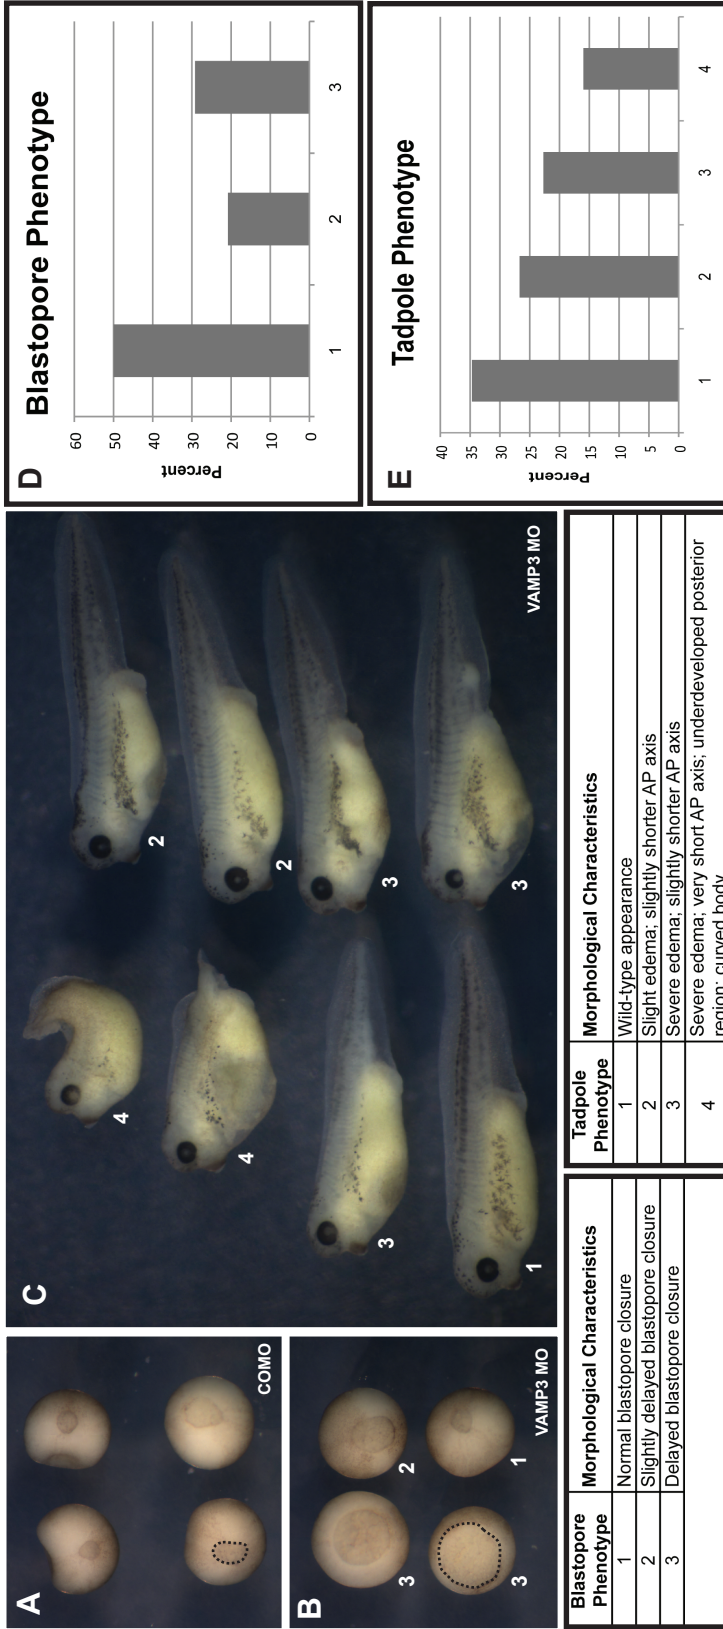 A
COMO
B
3
2
3
1
VAMP3 MO
C
4
2
4
2
3
3
1
3
VAMP3 MO
D
Blastopore Phenotype
Percent
60
50
40
30
20
10
0
1 2 3
E
Tadpole Phenotype
Percent
40
35
30
25
20
15
10
5
0
1 2 3 4
Blastopore Phenotype Morphological Characteristics
1 Normal blastopore closure
2 Slightly delayed blastopore closure
3 Delayed blastopore closure
Tadpole Phenotype Morphological Characteristics
1 Wild-type appearance
2 Slight edema; slightly shorter AP axis
3 Severe edema; slightly shorter AP axis
4 Severe edema; very short AP axis; underdeveloped posterior
region; curved body